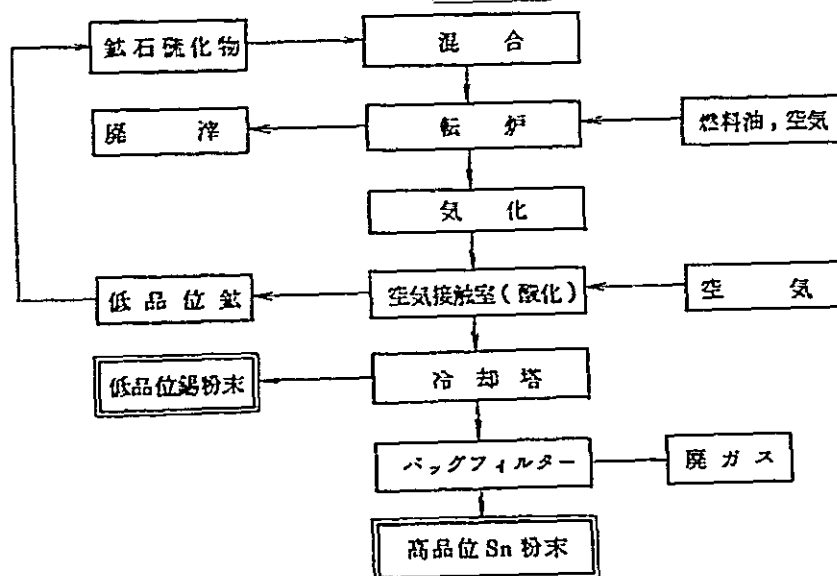 鉱石硫化物
混合
廃滓
転炉
燃料油,空気
気化
低品位鉱
空気接触室(酸化)
空気
低品位錫粉末
冷却塔
バッグフィルター
廃ガス
高品位Sn粉末